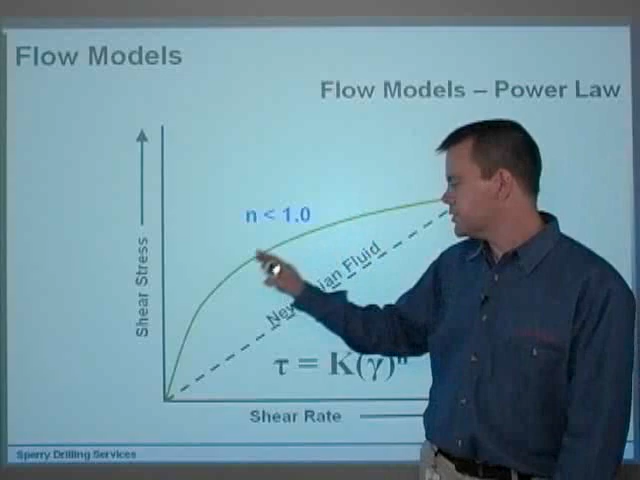 Flow Models
Flow Models – Power Law
n < 1.0
Shear Stress
Fluid
τ = K(γ)ⁿ
Shear Rate
Sperry Drilling Services